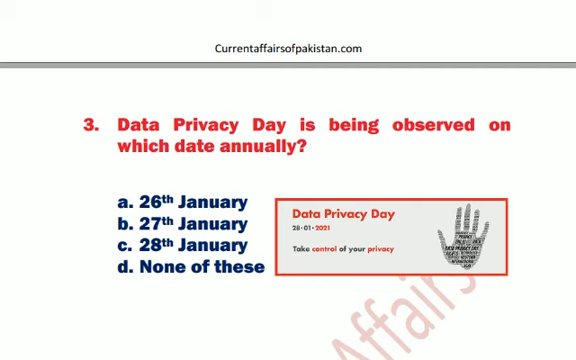 Currentaffairsofpakistan.com
3. Data Privacy Day is being observed on
which date annually?
a. 26th January
b. 27th January
c. 28th January
d. None of these
Data Privacy Day
28-01-2021
Take control of your privacy
Affairs